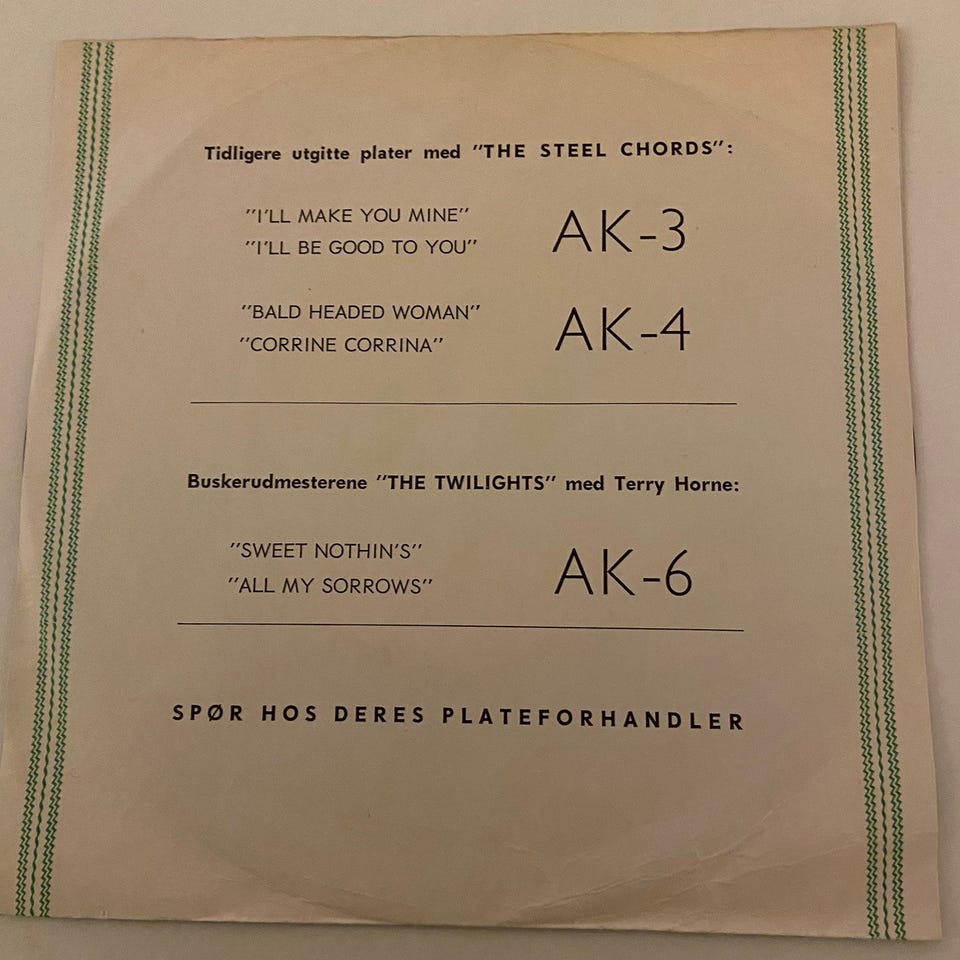 Tidligere utgitte plater med "THE STEEL CHORDS":
"I'LL MAKE YOU MINE"
"I'LL BE GOOD TO YOU"
AK-3
"BALD HEADED WOMAN"
"CORRINE CORRINA"
AK-4
Buskerudmesterene "THE TWILIGHTS" med Terry Horne:
"SWEET NOTHIN'S"
"ALL MY SORROWS"
AK-6
SPØR HOS DERES PLATEFORHANDLER